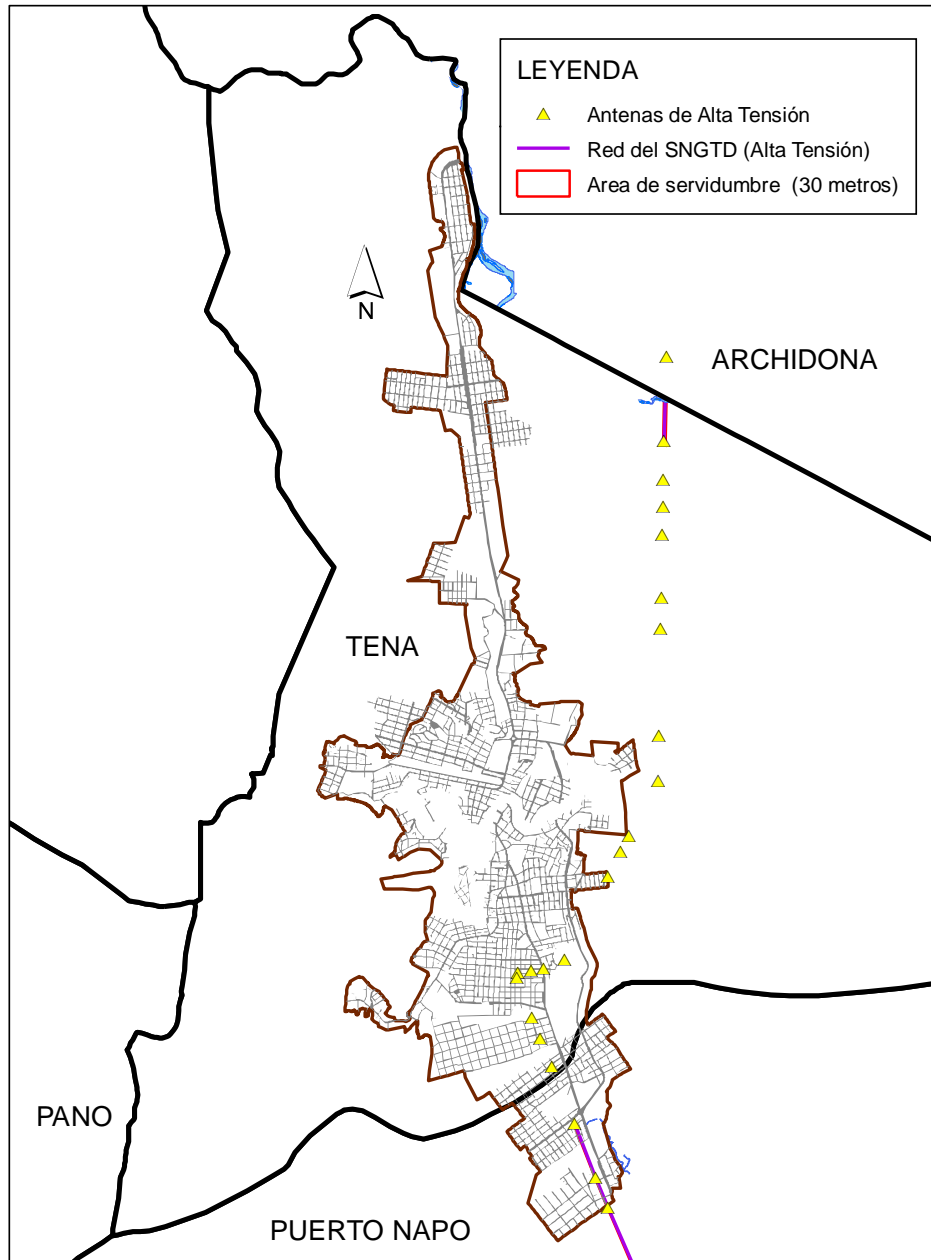 LEYENDA
Antenas de Alta Tensión
Red del SNGTD (Alta Tensión)
Area de servidumbre (30 metros)
N
ARCHIDONA
TENA
PANO
PUERTO NAPO